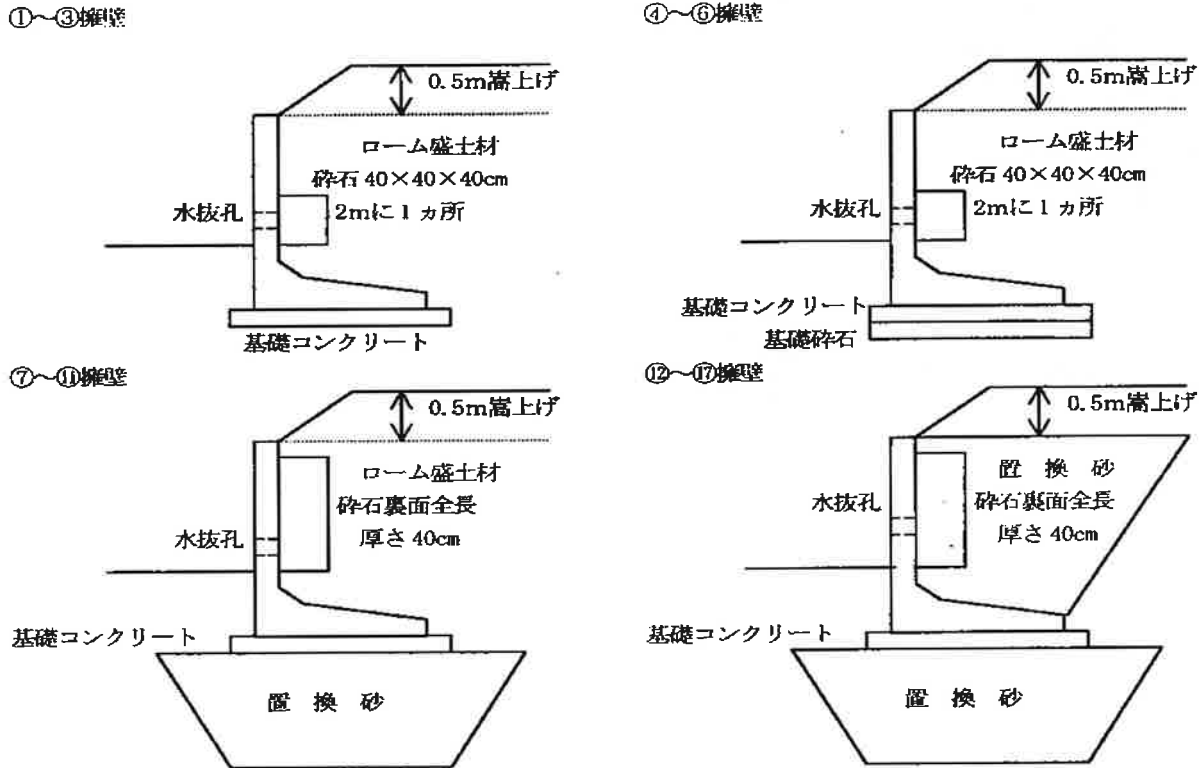 ①～③擁壁
0.5m嵩上げ
ローム盛土材
砕石 40×40×40cm
水抜孔
2mに1ヵ所
基礎コンクリート
④～⑥擁壁
0.5m嵩上げ
ローム盛土材
砕石 40×40×40cm
水抜孔
2mに1ヵ所
基礎コンクリート
基礎砕石
⑦～⑪擁壁
0.5m嵩上げ
ローム盛土材
砕石裏面全長
水抜孔
厚さ 40cm
基礎コンクリート
置 換 砂
⑫～⑰擁壁
0.5m嵩上げ
置 換 砂
水抜孔
砕石裏面全長
厚さ 40cm
基礎コンクリート
置 換 砂